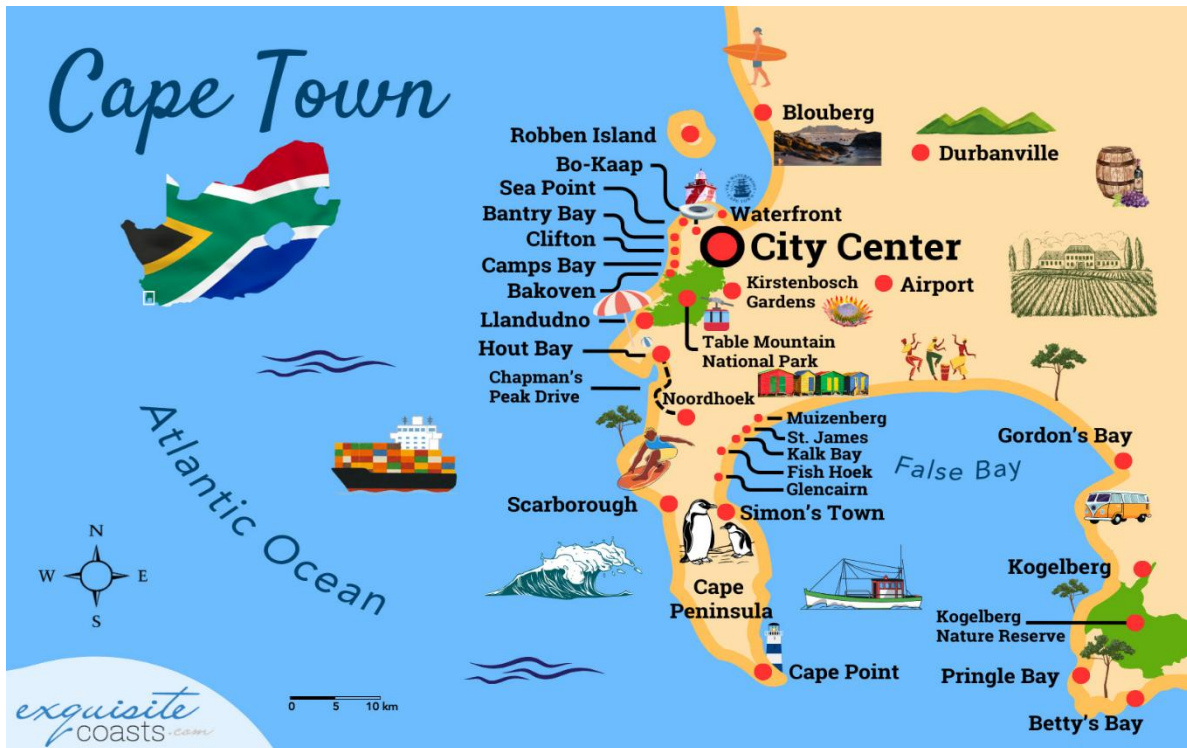 Cape Town
Robben Island
Bo-Kaap
Sea Point
Bantry Bay
Clifton
Camps Bay
Bakoven
Llandudno
Hout Bay
Chapman's
Peak Drive
Noordhoek
Blouberg
Durbanville
Waterfront
City Center
Kirstenbosch
Gardens
Airport
Table Mountain
National Park
Muizenberg
St. James
Kalk Bay
Fish Hoek
Glencairn
False Bay
Gordon's Bay
Atlantic Ocean
Scarborough
Simon's Town
Cape
Peninsula
Kogelberg
Kogelberg
Nature Reserve
Cape Point
Pringle Bay
Betty's Bay
N
W E
S
0 5 10 km
exquisite
coasts.com